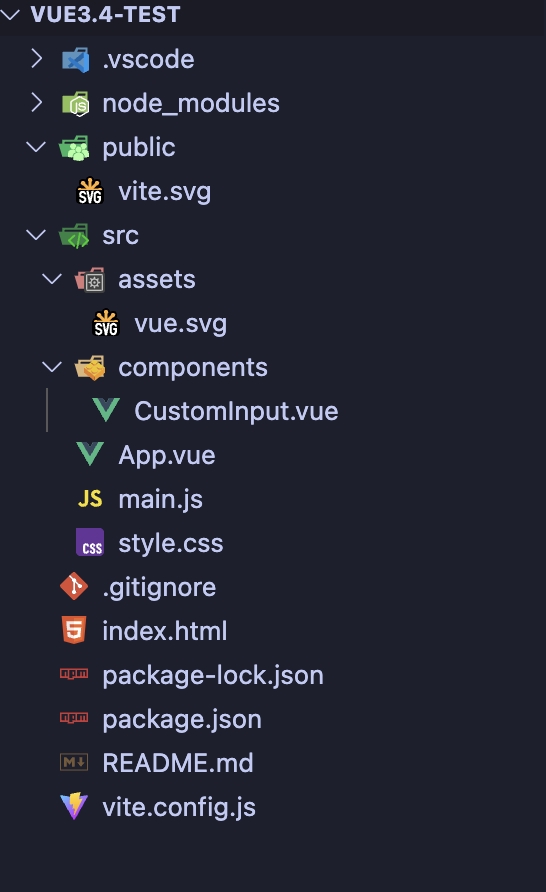 VUE3.4-TEST
.vscode
node_modules
public
SVG vite.svg
src
assets
SVG vue.svg
components
CustomInput.vue
App.vue
JS main.js
CSS style.css
.gitignore
5 index.html
package-lock.json
package.json
M↓ README.md
vite.config.js